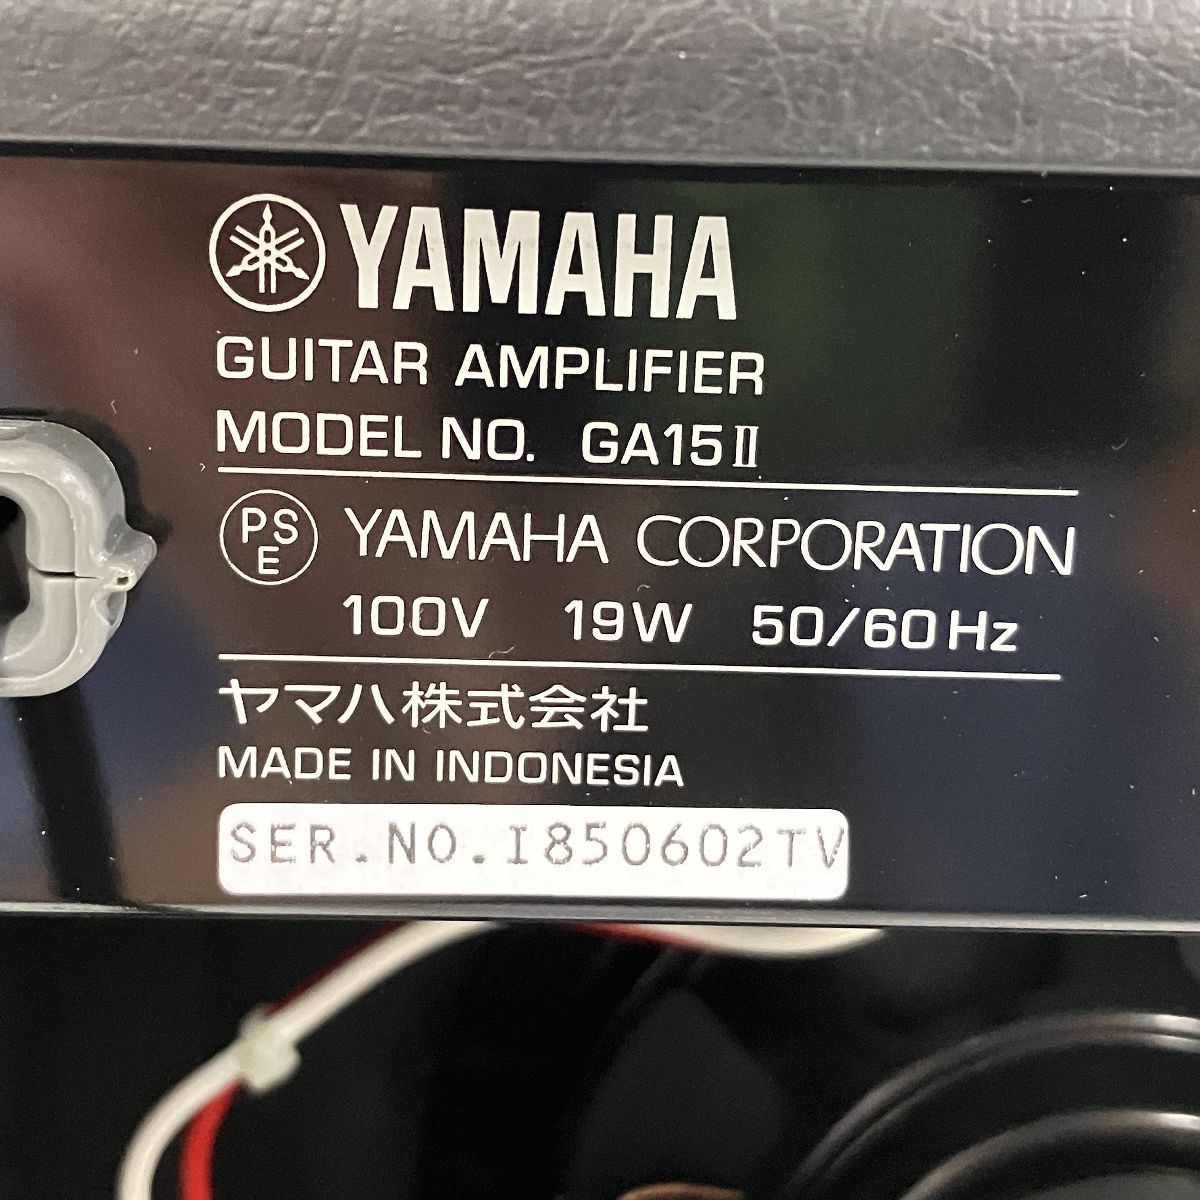 YAMAHA
GUITAR AMPLIFIER
MODEL NO. GA15Ⅱ
PSE YAMAHA CORPORATION
100V 19W 50/60Hz
ヤマハ株式会社
MADE IN INDONESIA
SER.NO.I850602TV